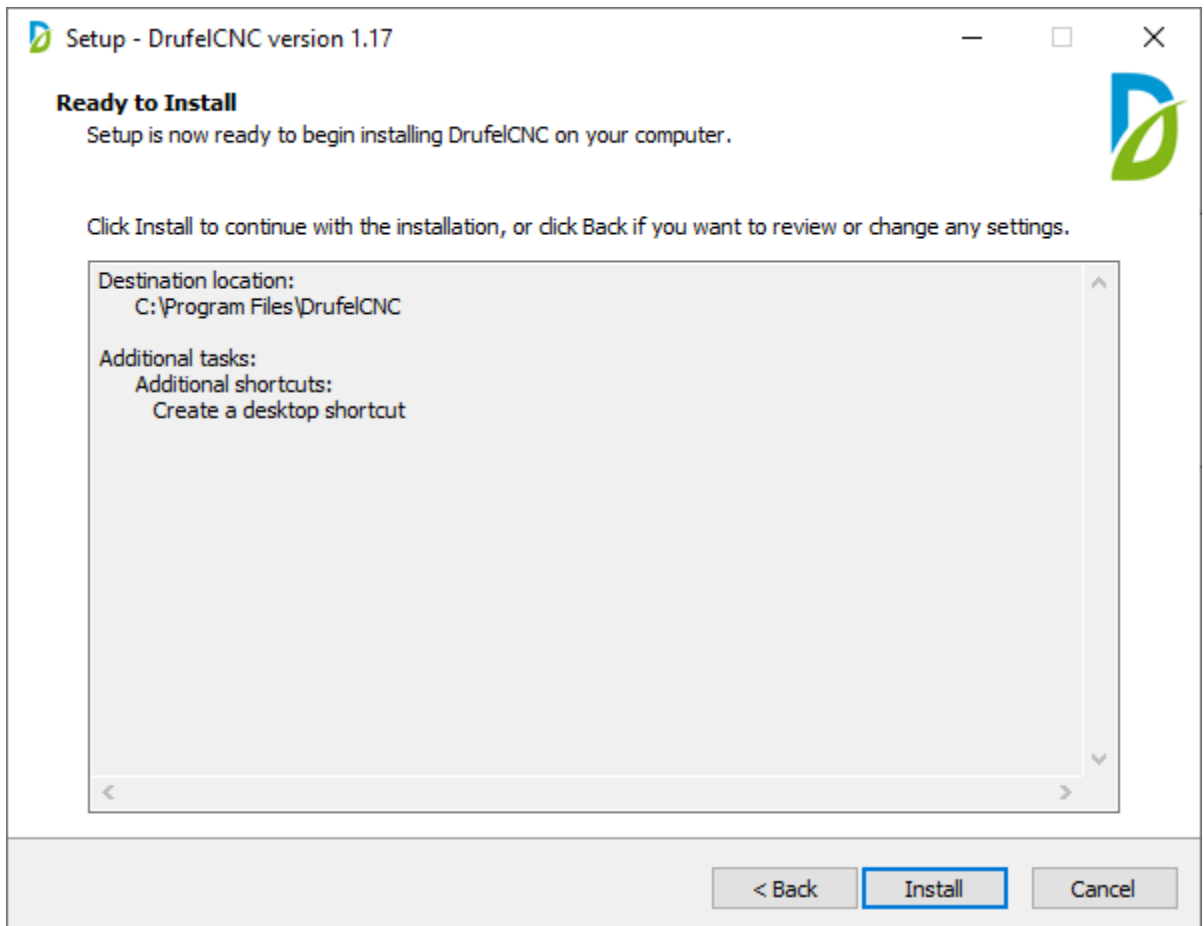 Setup - DrufelCNC version 1.17
Ready to Install
Setup is now ready to begin installing DrufelCNC on your computer.
Click Install to continue with the installation, or click Back if you want to review or change any settings.
Destination location:
C:\Program Files\DrufelCNC
Additional tasks:
Additional shortcuts:
Create a desktop shortcut
< Back
Install
Cancel